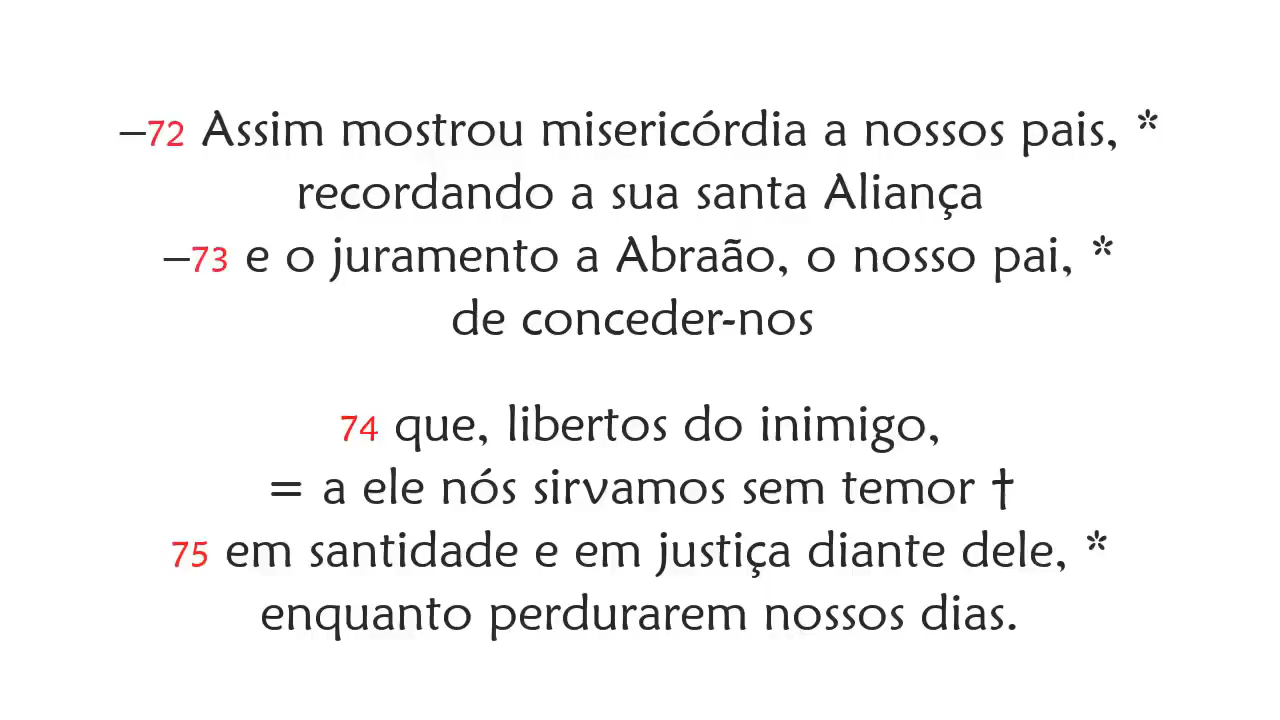 –72 Assim mostrou misericórdia a nossos pais, *
recordando a sua santa Aliança
–73 e o juramento a Abraão, o nosso pai, *
de conceder-nos
74 que, libertos do inimigo,
= a ele nós sirvamos sem temor †
75 em santidade e em justiça diante dele, *
enquanto perdurarem nossos dias.